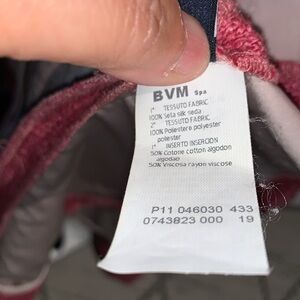 BVM Spa
1° TESSUTO FABRIC
100% Seta silk seda
2° TESSUTO FABRIC
100% Poliestere polyester
poliester
1° INSERTO INSERCION
50% Cotone cotton algodon
algodao
50% Viscosa rayon viscose
P11 046030 433
0743823 000 19